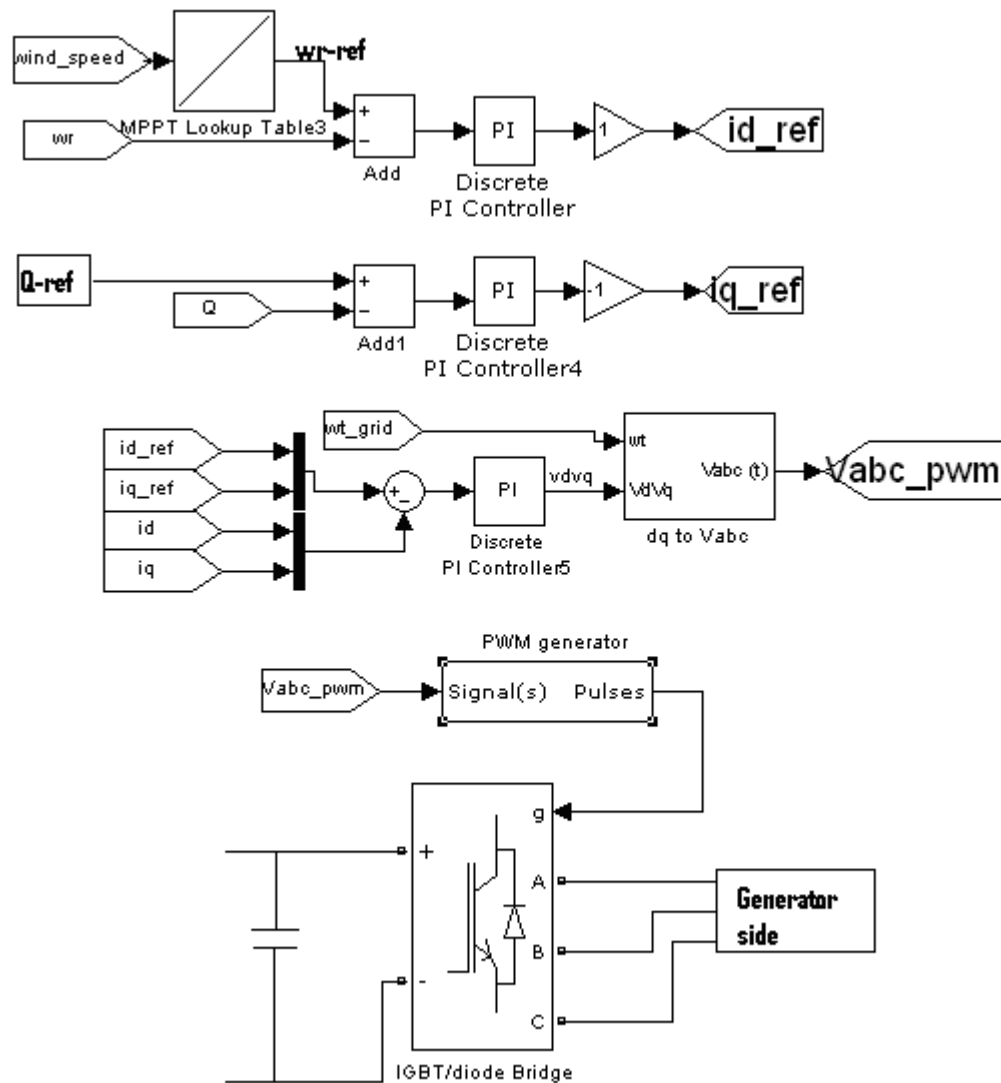 wind_speed
wr-ref
MPPT Lookup Table3
wr
+
−
Add
PI
Discrete
PI Controller
1
id_ref
Q-ref
Q
+
−
Add1
PI
Discrete
PI Controller4
-1
iq_ref
wt_grid
id_ref
iq_ref
id
iq
+
−
PI
Discrete
PI Controller5
vdvq
wt
VdVq
Vabc (t)
dq to Vabc
Vabc_pwm
PWM generator
Vabc_pwm
Signal(s) Pulses
g
+
A
B
-
C
Generator
side
IGBT/diode Bridge